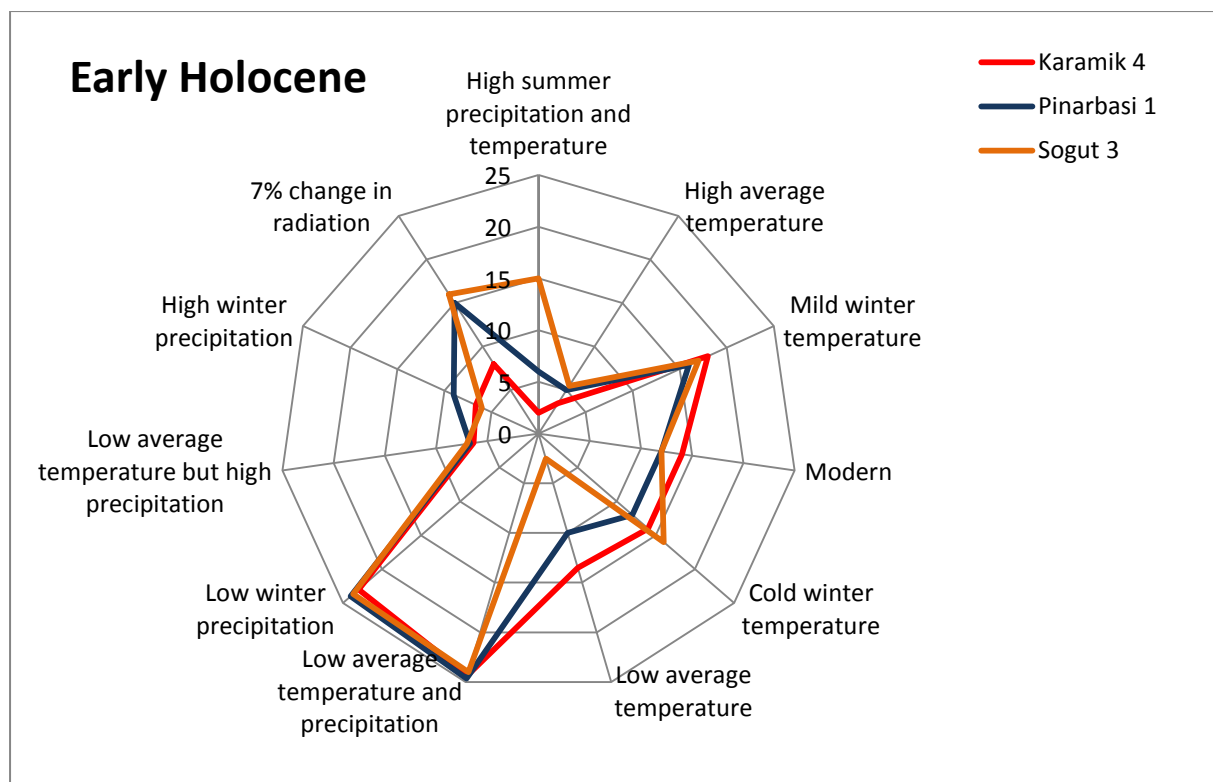 Early Holocene
Karamik 4
Pinarbasi 1
Sogut 3
High summer
precipitation and
temperature
High average
temperature
Mild winter
temperature
Modern
Cold winter
temperature
Low average
temperature
Low average
temperature and
precipitation
Low winter
precipitation
Low average
temperature but high
precipitation
High winter
precipitation
7% change in
radiation
25
20
15
10
5
0